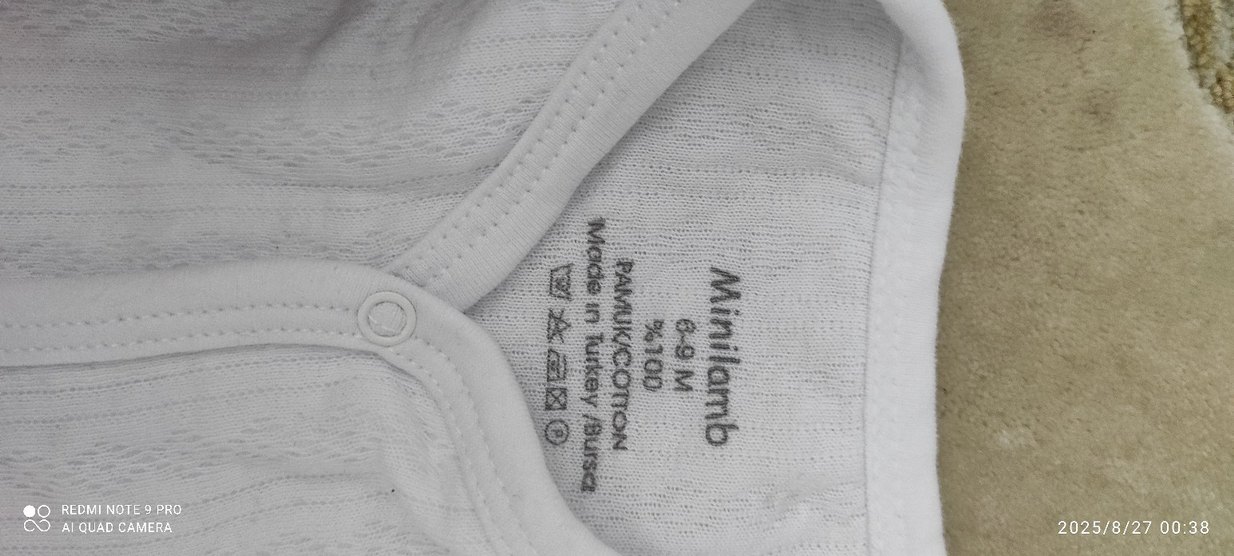 Minilamb
6-9 M
%100
PAMUK/COTTON
Made in Turkey /Bursa
REDMI NOTE 9 PRO
AI QUAD CAMERA
2025/8/27 00:38